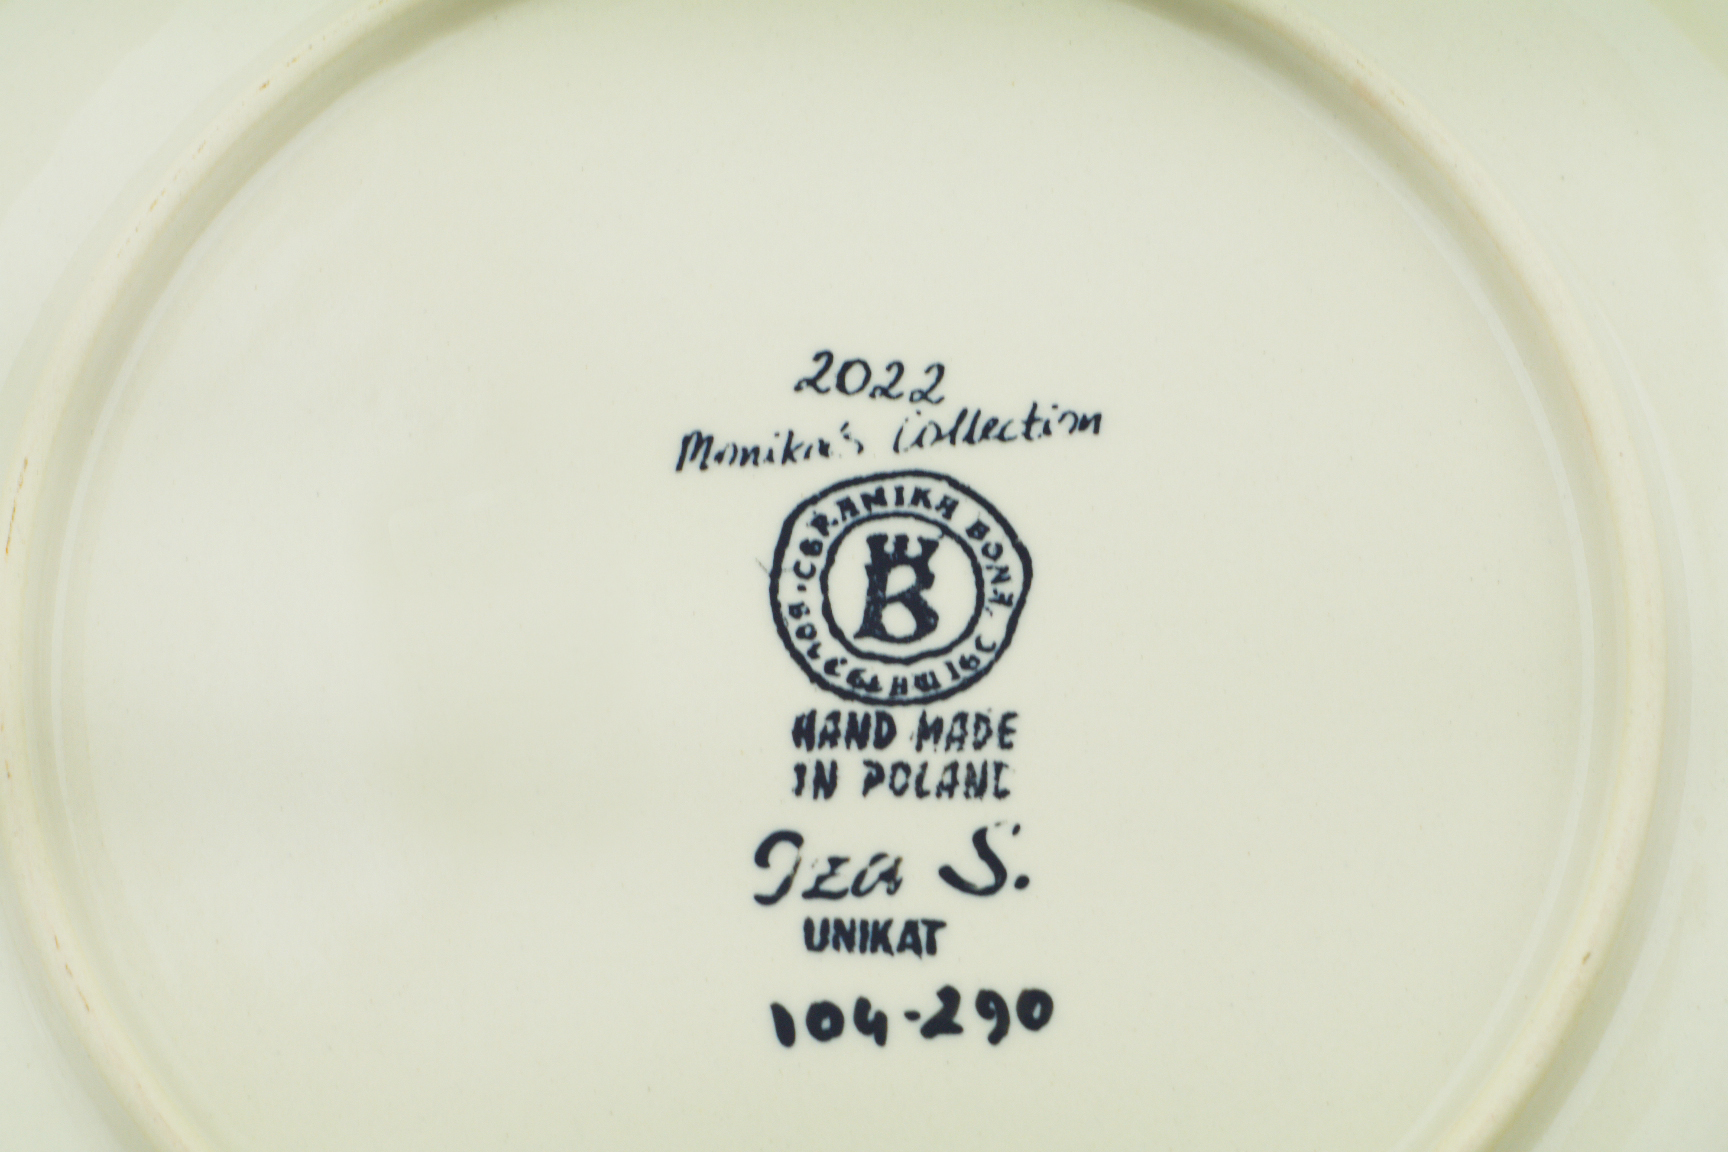 2022
Monika's Collection
CERAMIKA BONA.
B
HAND MADE
IN POLAND
Iza S.
UNIKAT
104-290